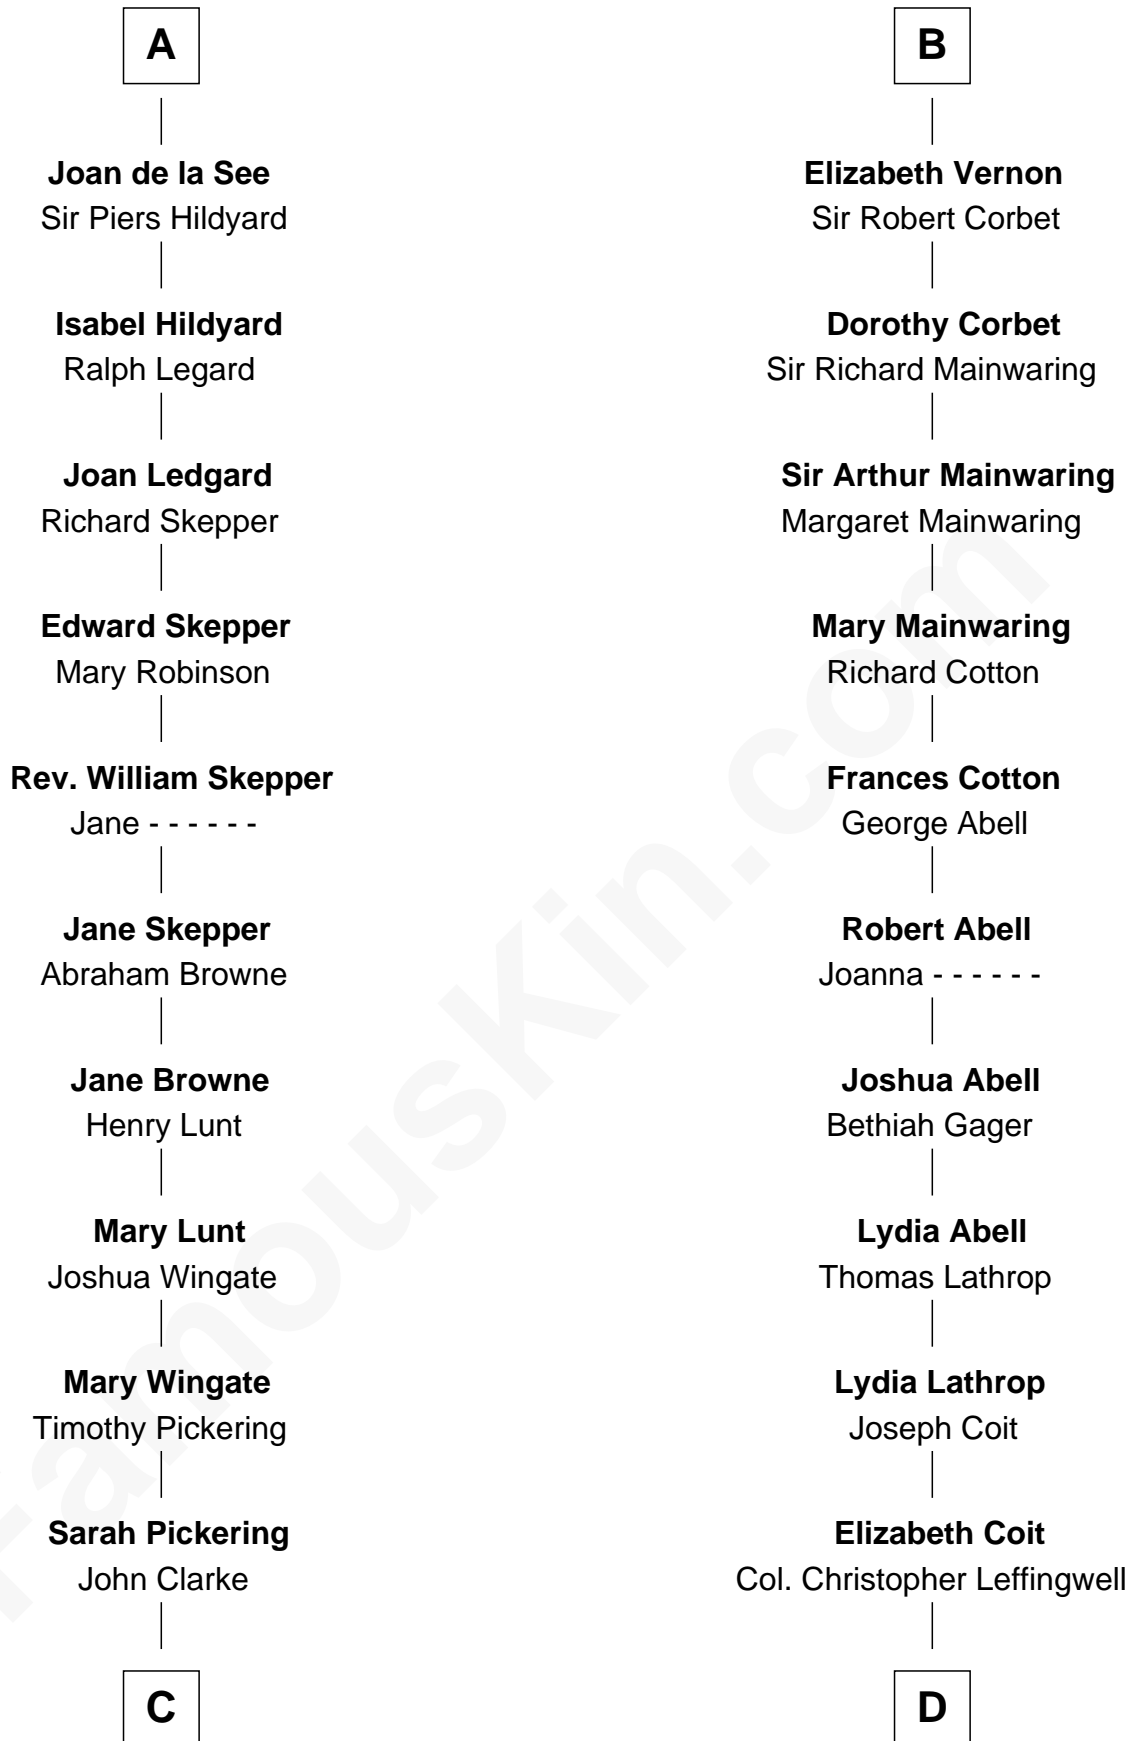 A
Joan de la See
Sir Piers Hildyard
Isabel Hildyard
Ralph Legard
Joan Ledgard
Richard Skepper
Edward Skepper
Mary Robinson
Rev. William Skepper
Jane - - - - - -
Jane Skepper
Abraham Browne
Jane Browne
Henry Lunt
Mary Lunt
Joshua Wingate
Mary Wingate
Timothy Pickering
Sarah Pickering
John Clarke
C
B
Elizabeth Vernon
Sir Robert Corbet
Dorothy Corbet
Sir Richard Mainwaring
Sir Arthur Mainwaring
Margaret Mainwaring
Mary Mainwaring
Richard Cotton
Frances Cotton
George Abell
Robert Abell
Joanna - - - - - -
Joshua Abell
Bethiah Gager
Lydia Abell
Thomas Lathrop
Lydia Lathrop
Joseph Coit
Elizabeth Coit
Col. Christopher Leffingwell
D
FamousKin.com